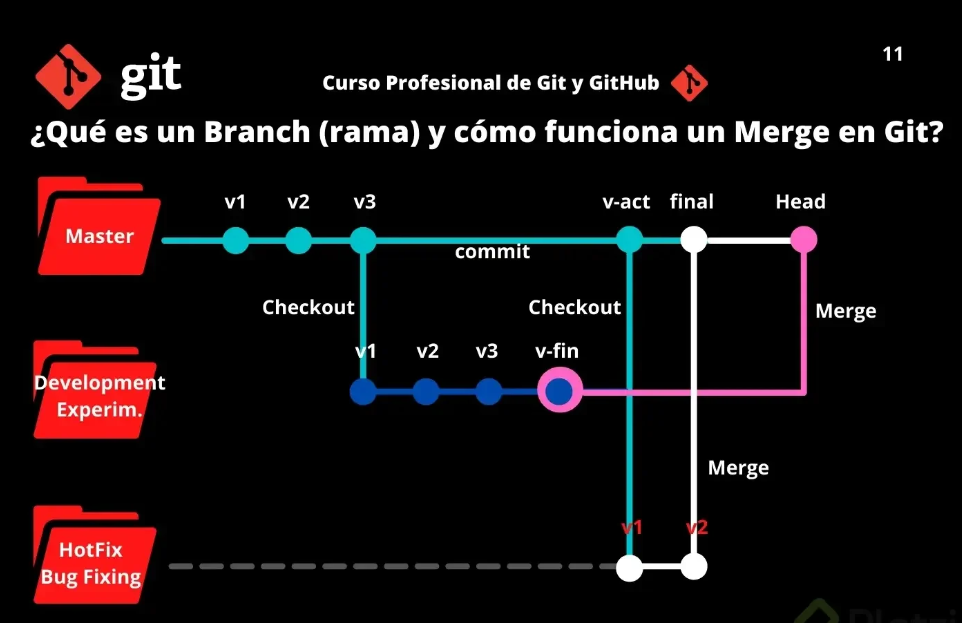 11
git
Curso Profesional de Git y GitHub
¿Qué es un Branch (rama) y cómo funciona un Merge en Git?
v1 v2 v3 v-act final Head
Master
commit
Checkout Checkout Merge
v1 v2 v3 v-fin
Development
Experim.
Merge
v1 v2
HotFix
Bug Fixing